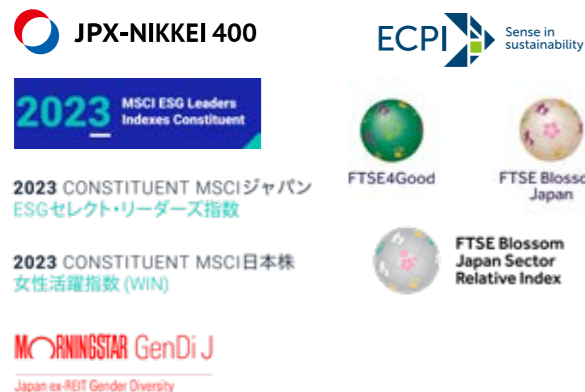 JPX-NIKKEI 400
ECPI
Sense in
sustainability
2023
MSCI ESG Leaders
Indexes Constituent
FTSE4Good
FTSE
Japan
2023 CONSTITUENT MSCIジャパン
ESGセレクト・リーダーズ指数
FTSE Blossom
Japan Sector
Relative Index
2023 CONSTITUENT MSCI日本株
女性活躍指数 (WIN)
MORNINGSTAR GenDi J
Japan ex-REIT Gender Diversity